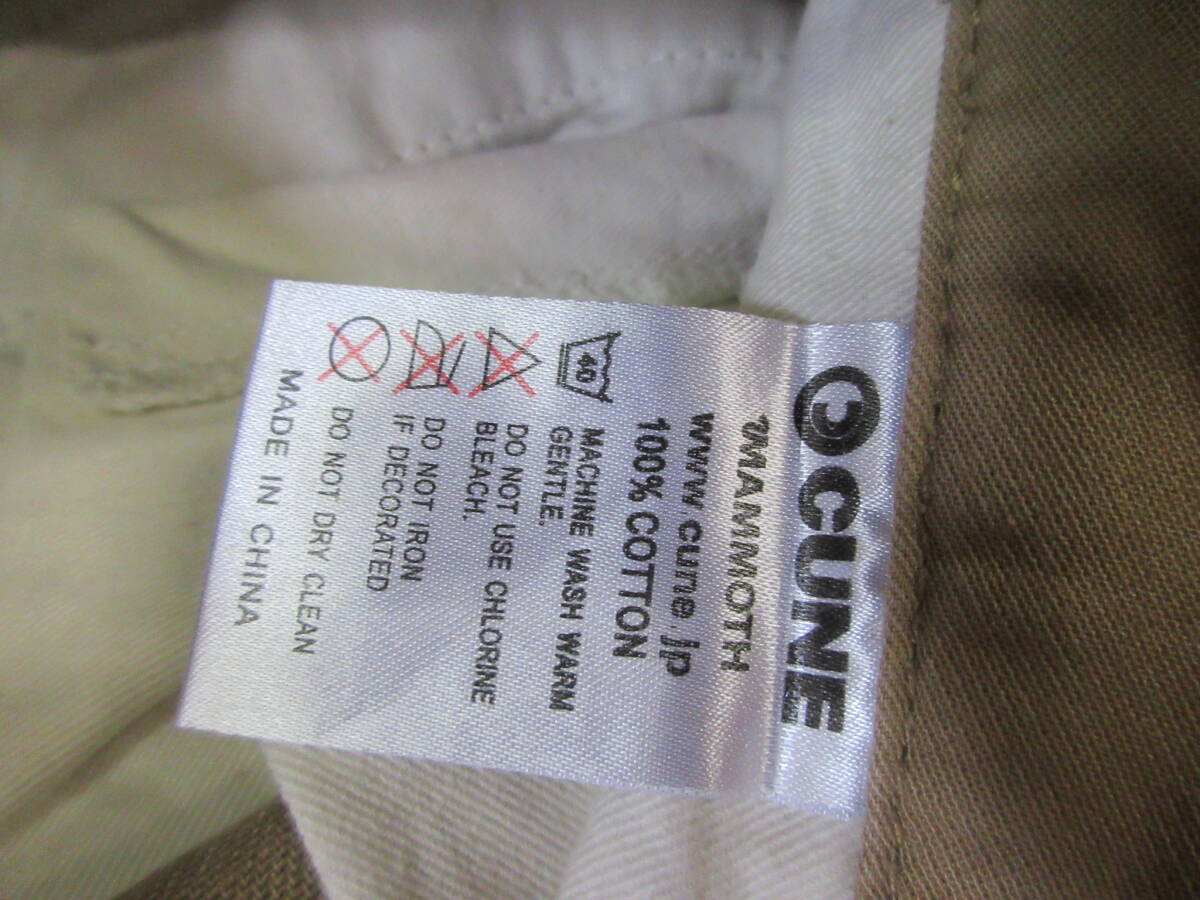 CUNE
MAMMOTH
www.cune.jp
100% COTTON
40
MACHINE WASH WARM
GENTLE.
DO NOT USE CHLORINE
BLEACH.
DO NOT IRON
IF DECORATED
DO NOT DRY CLEAN
MADE IN CHINA